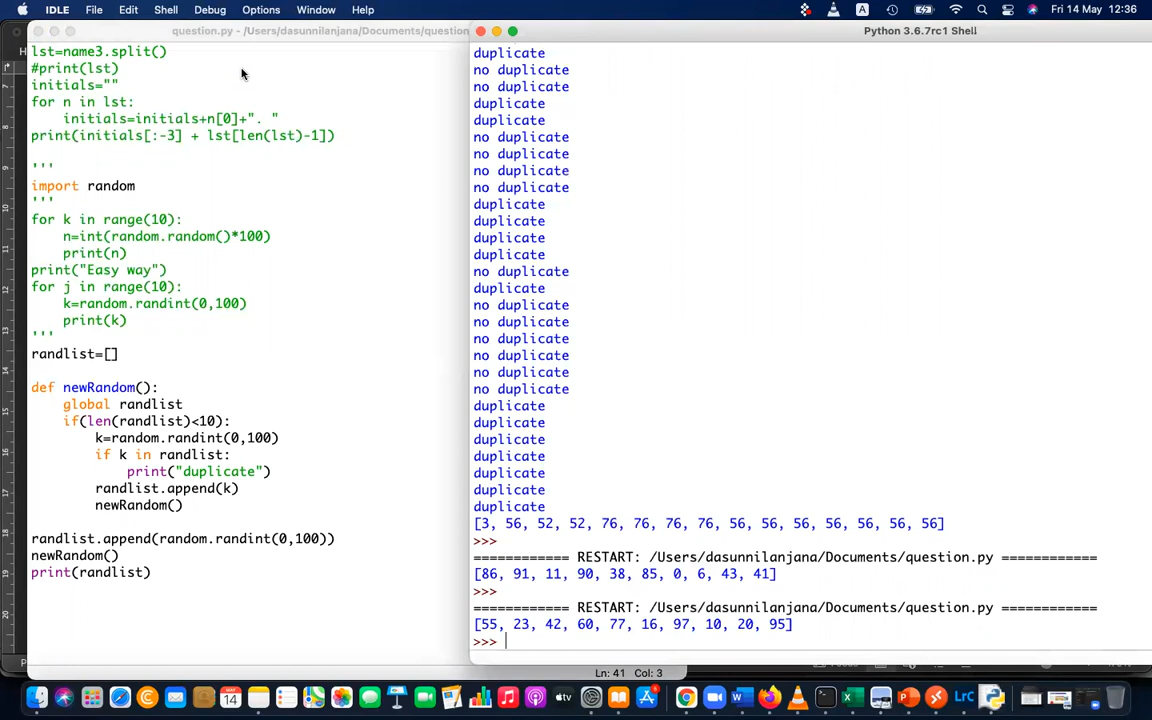 IDLE File Edit Shell Debug Options Window Help A Fri 14 May 12:36
question.py - /Users/dasunnilanjana/Documents/question
lst=name3.split()
#print(lst)
initials=""
for n in lst:
    initials=initials+n[0]+". "
print(initials[:-3] + lst[len(lst)-1])
'''
import random
'''
for k in range(10):
    n=int(random.random()*100)
    print(n)
print("Easy way")
for j in range(10):
    k=random.randint(0,100)
    print(k)
'''
randlist=[]
def newRandom():
    global randlist
    if(len(randlist)<10):
        k=random.randint(0,100)
        if k in randlist:
            print("duplicate")
        randlist.append(k)
        newRandom()
randlist.append(random.randint(0,100))
newRandom()
print(randlist)
Python 3.6.7rc1 Shell
duplicate
no duplicate
no duplicate
duplicate
duplicate
no duplicate
no duplicate
no duplicate
no duplicate
duplicate
duplicate
duplicate
duplicate
no duplicate
duplicate
no duplicate
no duplicate
no duplicate
no duplicate
no duplicate
no duplicate
duplicate
duplicate
duplicate
duplicate
duplicate
duplicate
duplicate
[3, 56, 52, 52, 76, 76, 76, 76, 56, 56, 56, 56, 56, 56, 56]
>>>
============ RESTART: /Users/dasunnilanjana/Documents/question.py ============
[86, 91, 11, 90, 38, 85, 0, 6, 43, 41]
>>>
============ RESTART: /Users/dasunnilanjana/Documents/question.py ============
[55, 23, 42, 60, 77, 16, 97, 10, 20, 95]
>>>
Ln: 41 Col: 3